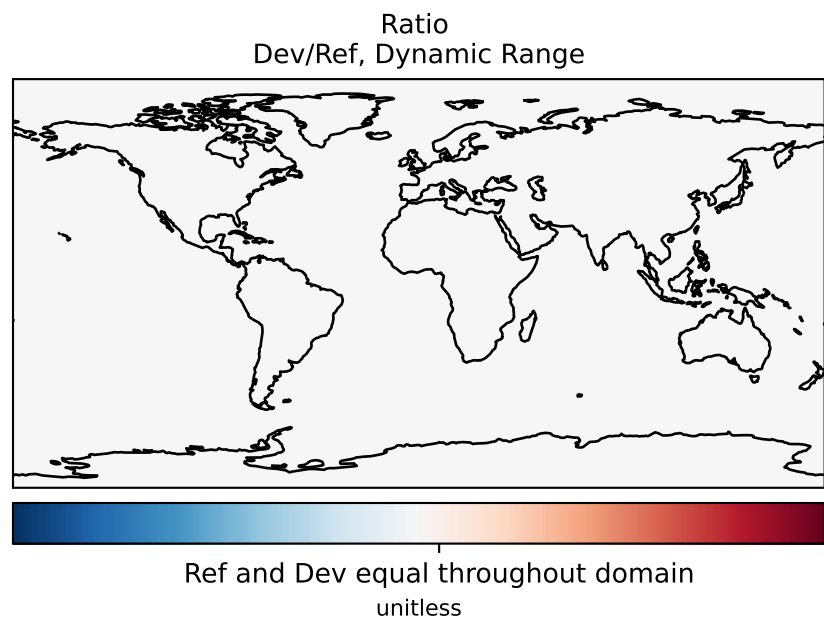 Ratio
Dev/Ref, Dynamic Range
Ref and Dev equal throughout domain
unitless